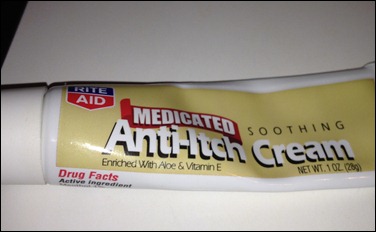 RITE
AID
MEDICATED
SOOTHING
Anti-Itch Cream
Enriched With Aloe & Vitamin E
NET WT. 1 OZ. (28g)
Drug Facts
Active ingredient